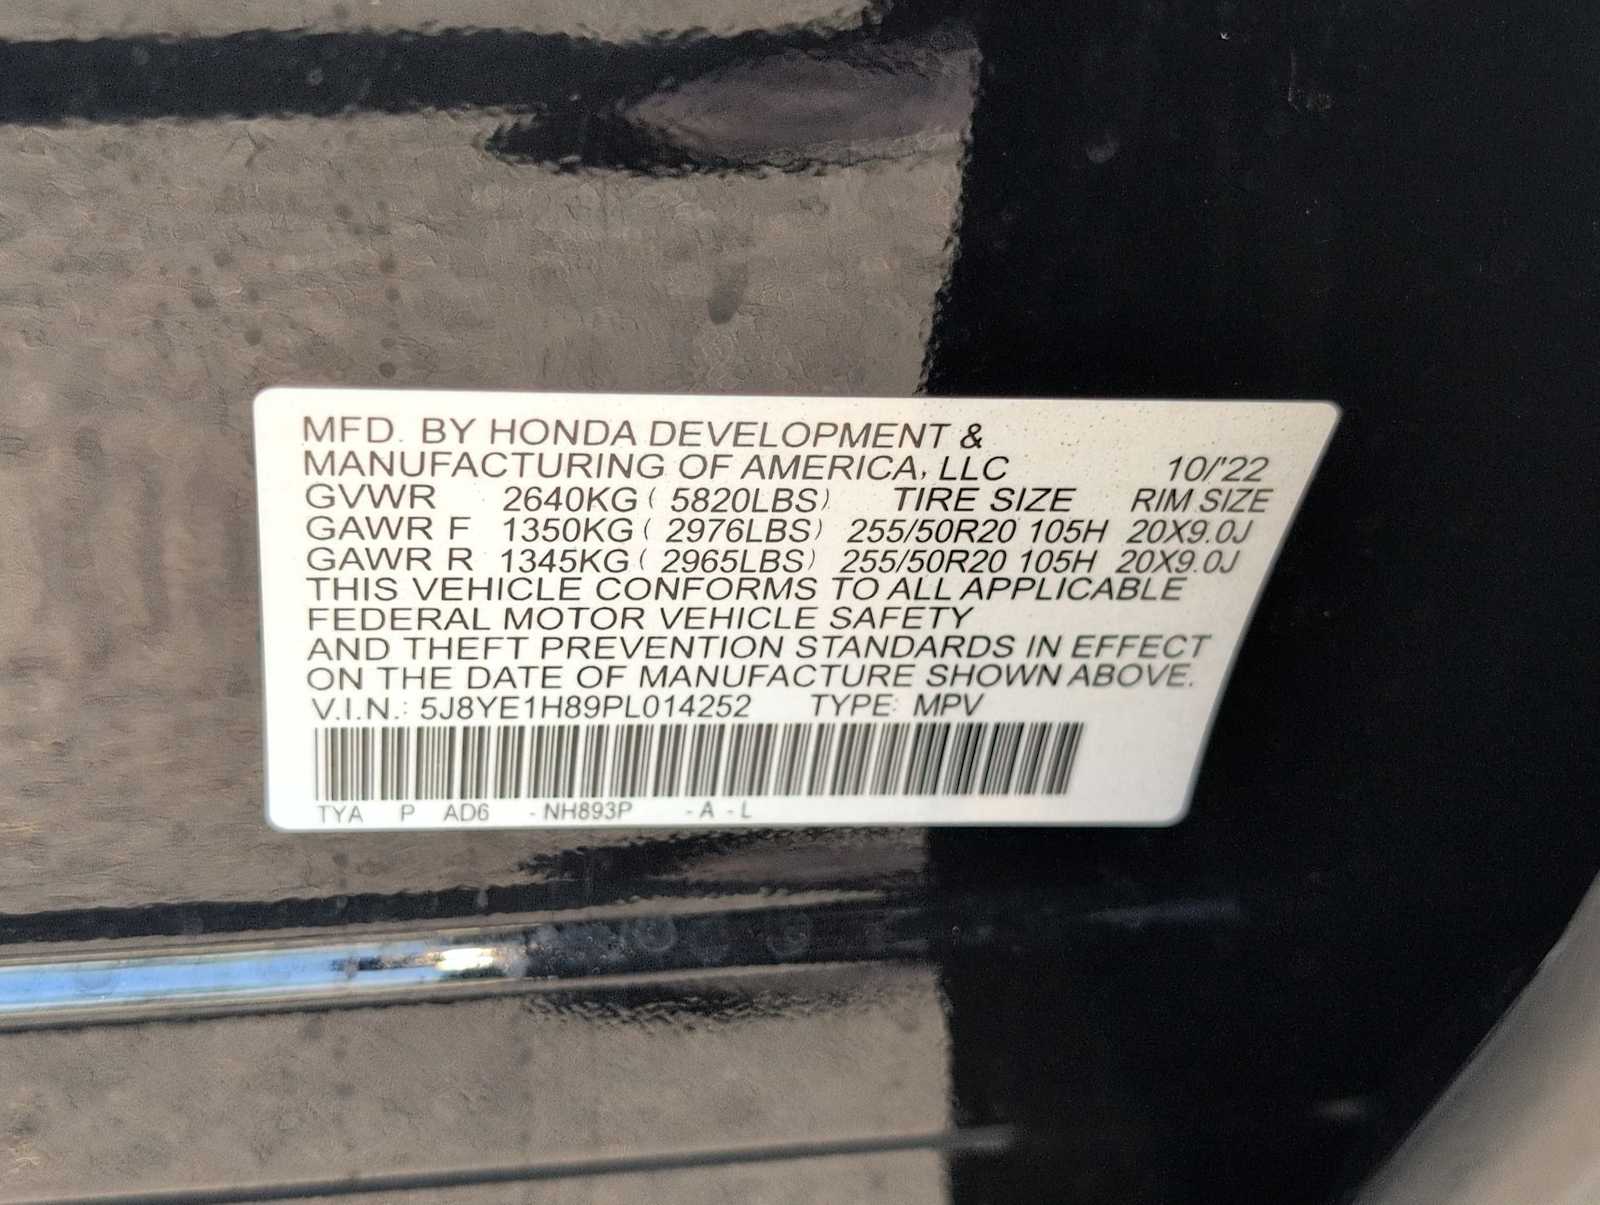 MFD. BY HONDA DEVELOPMENT &
MANUFACTURING OF AMERICA, LLC 10/'22
GVWR 2640KG ( 5820LBS) TIRE SIZE RIM SIZE
GAWR F 1350KG ( 2976LBS) 255/50R20 105H 20X9.0J
GAWR R 1345KG ( 2965LBS) 255/50R20 105H 20X9.0J
THIS VEHICLE CONFORMS TO ALL APPLICABLE
FEDERAL MOTOR VEHICLE SAFETY
AND THEFT PREVENTION STANDARDS IN EFFECT
ON THE DATE OF MANUFACTURE SHOWN ABOVE.
V.I.N.: 5J8YE1H89PL014252 TYPE: MPV
TYA P AD6 - NH893P - A - L